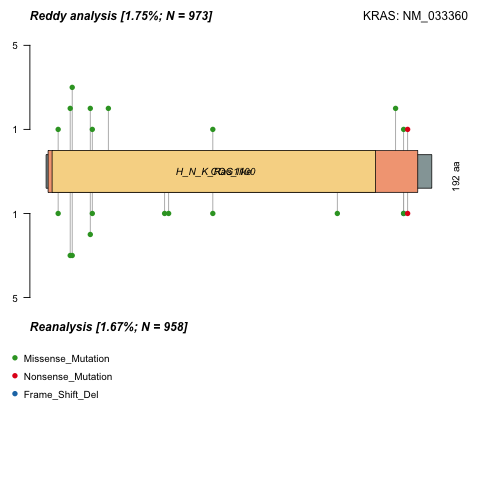 Reddy analysis [1.75%; N = 973]
KRAS: NM_033360
5
1
192 aa
1
5
Reanalysis [1.67%; N = 958]
Missense_Mutation
Nonsense_Mutation
Frame_Shift_Del